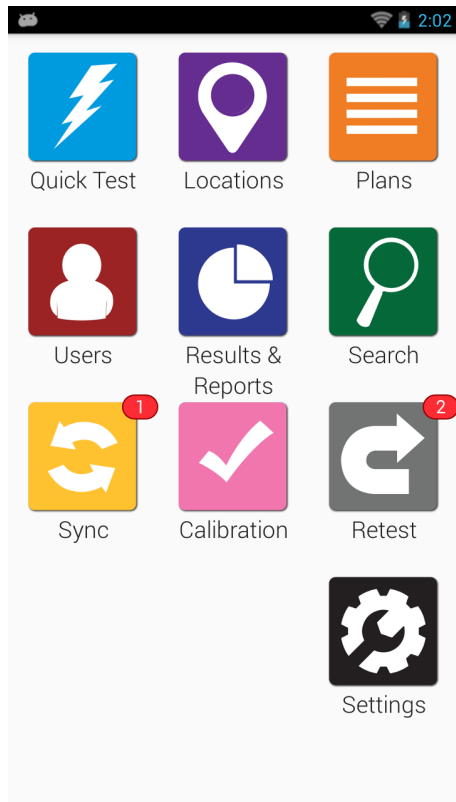 2:02
Quick Test
Locations
Plans
Users
Results &
Reports
Search
1
Sync
Calibration
2
Retest
Settings